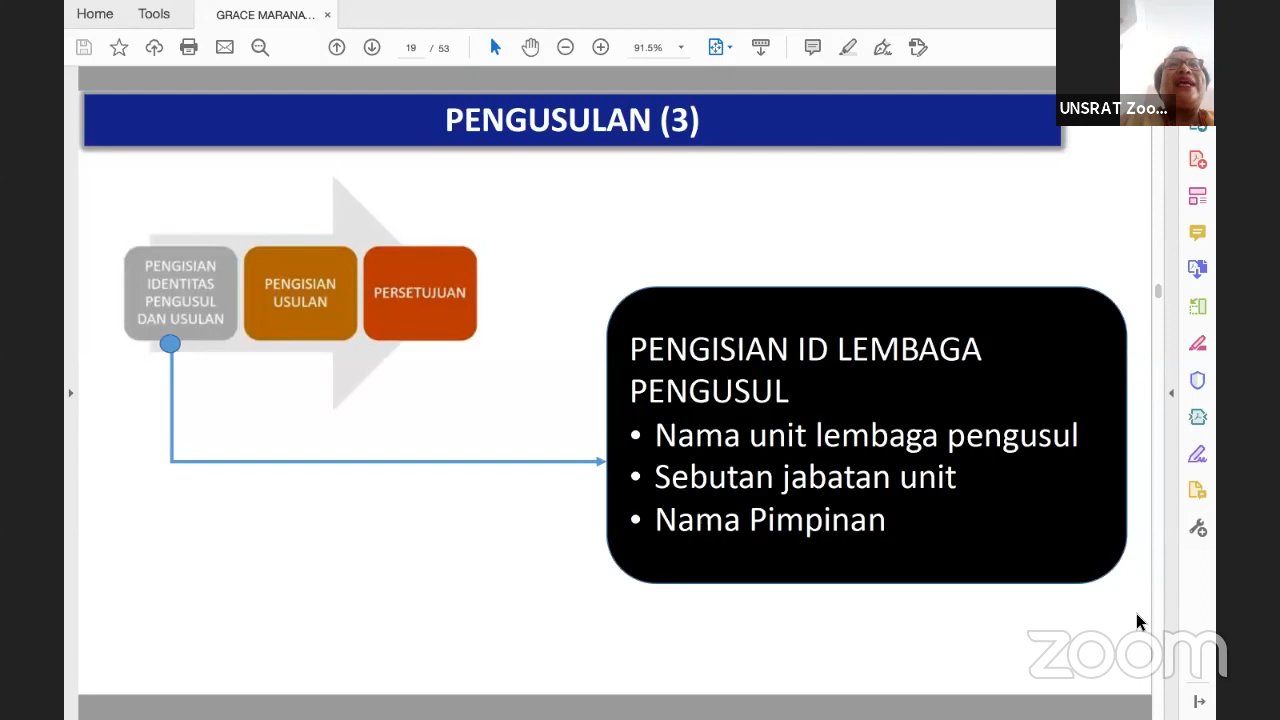 Home
Tools
GRACE MARANA...
19 / 53
91.5%
UNSRAT Zoo...
PENGUSULAN (3)
PENGISIAN
IDENTITAS
PENGUSUL
DAN USULAN
PENGISIAN
USULAN
PERSETUJUAN
PENGISIAN ID LEMBAGA
PENGUSUL
• Nama unit lembaga pengusul
• Sebutan jabatan unit
• Nama Pimpinan
zoom